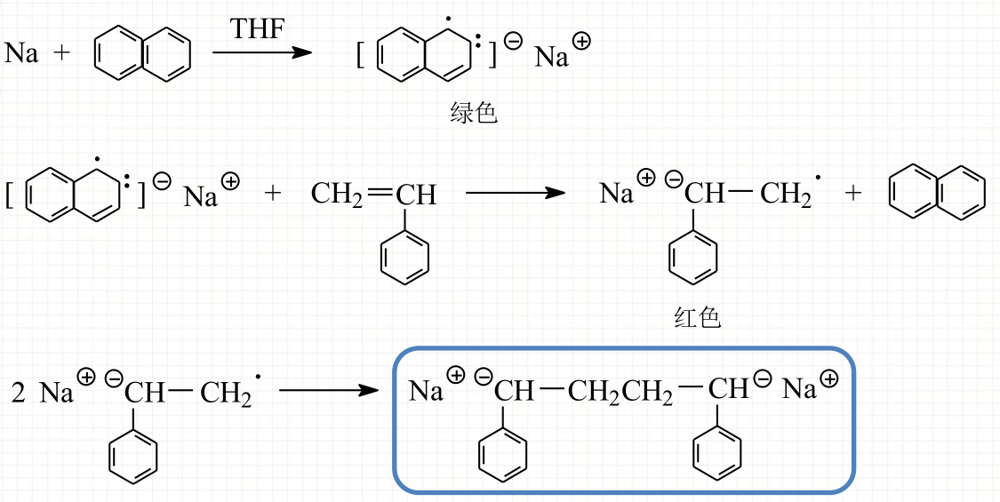 Na + THF [ · : ]⊖ Na⊕
绿色
[ · : ]⊖ Na⊕ + CH₂=CH Na⊕ ⊖CH—CH₂· +
红色
2 Na⊕ ⊖CH—CH₂· Na⊕ ⊖CH—CH₂CH₂—CH⊖ Na⊕